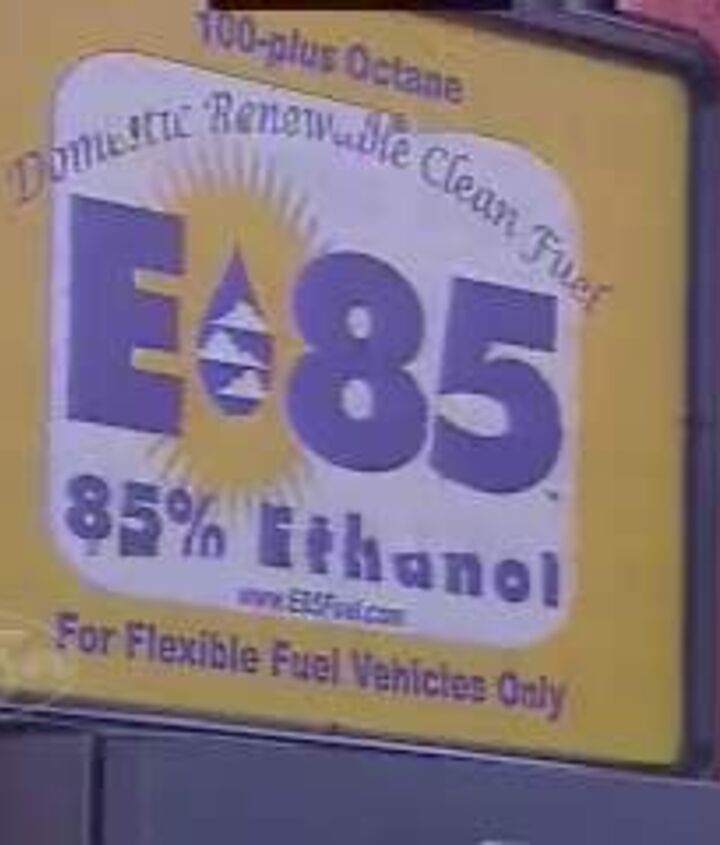 100-plus Octane
Domestic Renewable Clean Fuel
E85
85% Ethanol
www.E85Fuel.com
For Flexible Fuel Vehicles Only